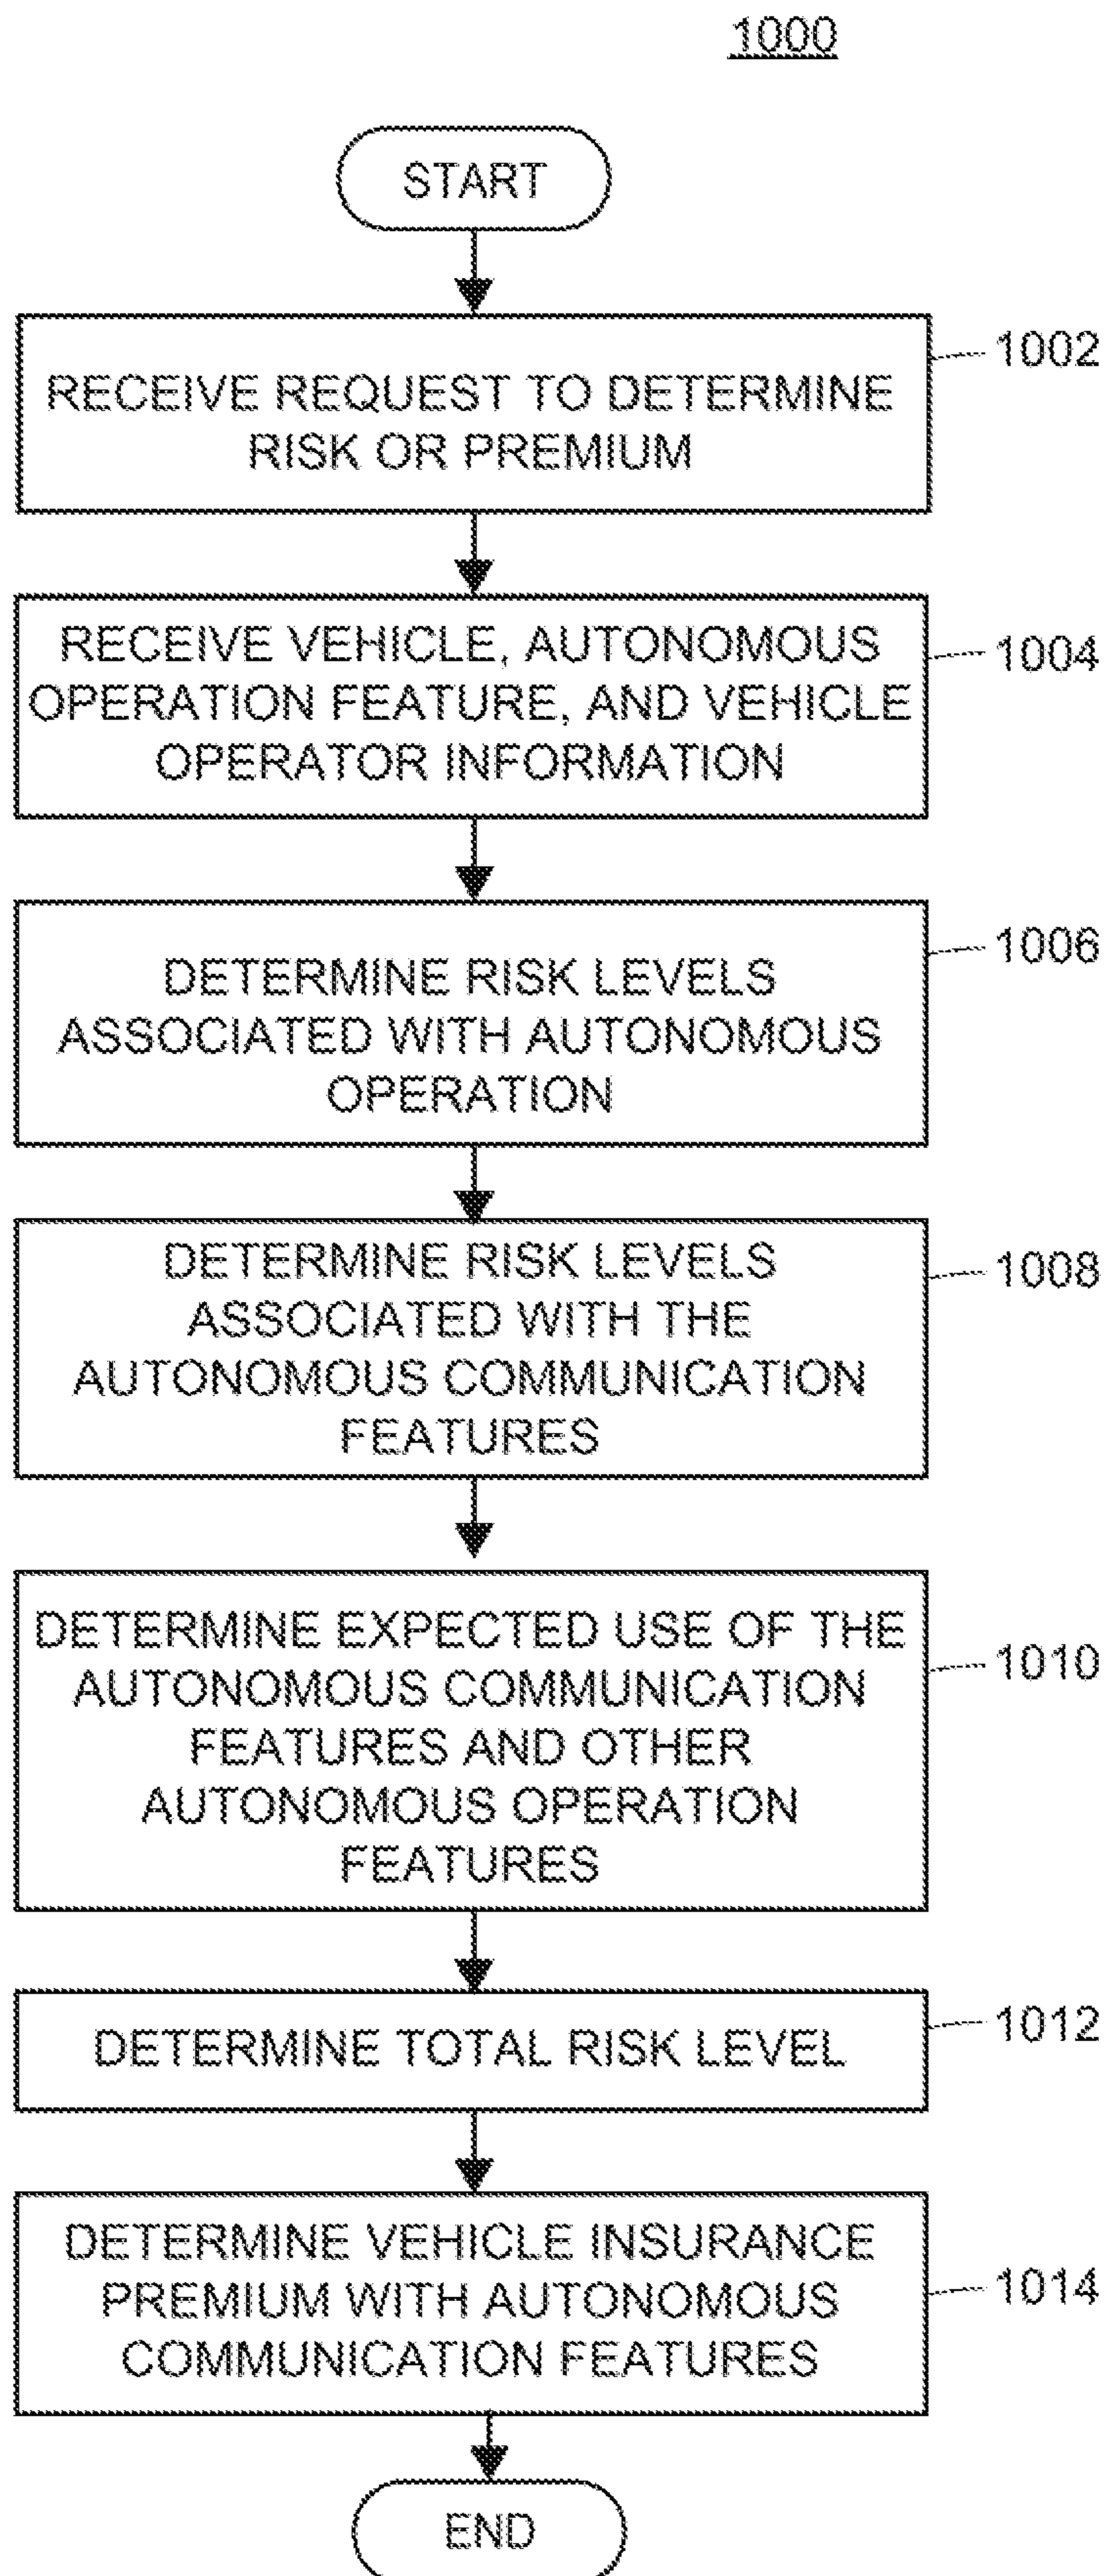 1000
START
RECEIVE REQUEST TO DETERMINE
RISK OR PREMIUM
1002
RECEIVE VEHICLE, AUTONOMOUS
OPERATION FEATURE, AND VEHICLE
OPERATOR INFORMATION
1004
DETERMINE RISK LEVELS
ASSOCIATED WITH AUTONOMOUS
OPERATION
1006
DETERMINE RISK LEVELS
ASSOCIATED WITH THE
AUTONOMOUS COMMUNICATION
FEATURES
1008
DETERMINE EXPECTED USE OF THE
AUTONOMOUS COMMUNICATION
FEATURES AND OTHER
AUTONOMOUS OPERATION
FEATURES
1010
DETERMINE TOTAL RISK LEVEL
1012
DETERMINE VEHICLE INSURANCE
PREMIUM WITH AUTONOMOUS
COMMUNICATION FEATURES
1014
END